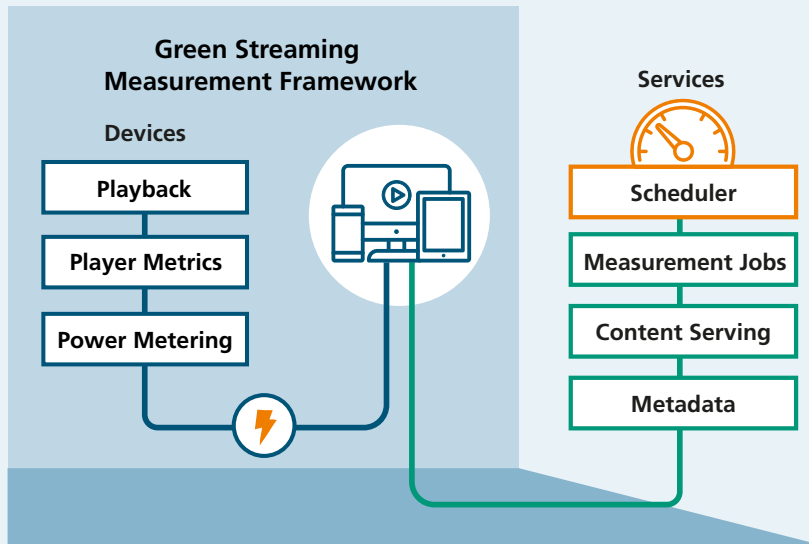 Green Streaming
Measurement Framework
Devices
Playback
Player Metrics
Power Metering
Services
Scheduler
Measurement Jobs
Content Serving
Metadata